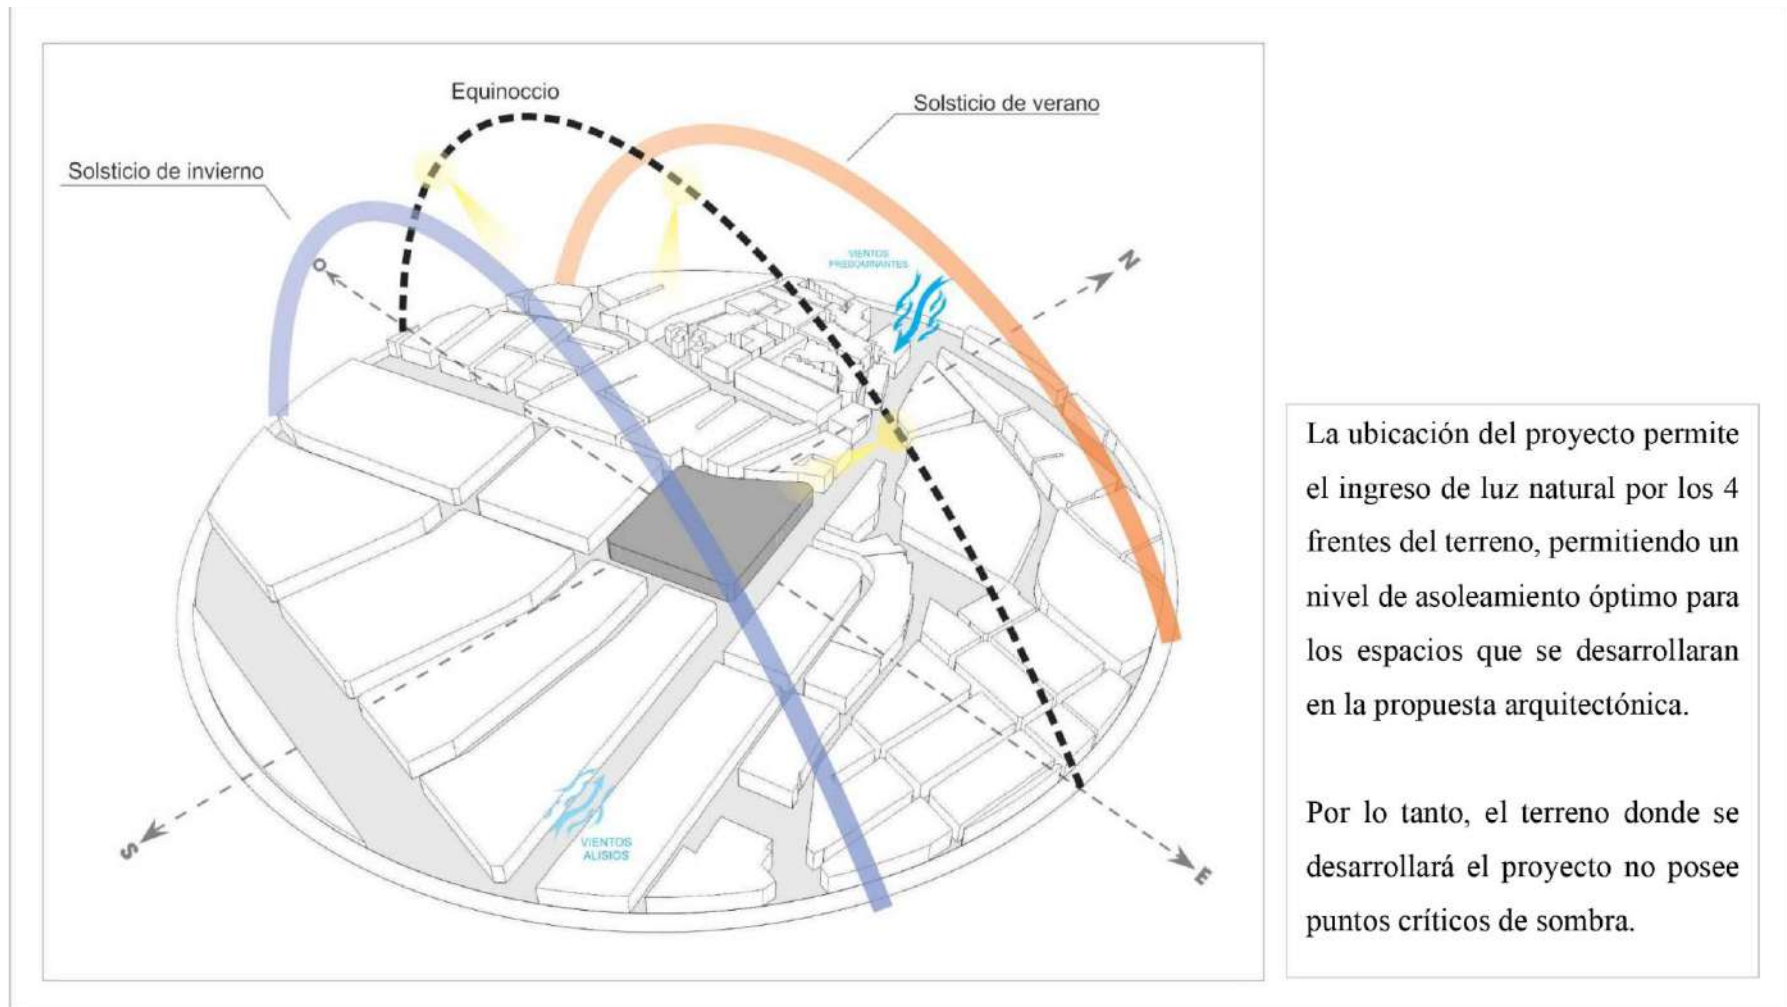 Equinoccio
Solsticio de verano
Solsticio de invierno
VIENTOS
PREDOMINANTES
O
N
S
E
VIENTOS
ALISIOS
La ubicación del proyecto permite
el ingreso de luz natural por los 4
frentes del terreno, permitiendo un
nivel de asoleamiento óptimo para
los espacios que se desarrollaran
en la propuesta arquitectónica.
Por lo tanto, el terreno donde se
desarrollará el proyecto no posee
puntos críticos de sombra.